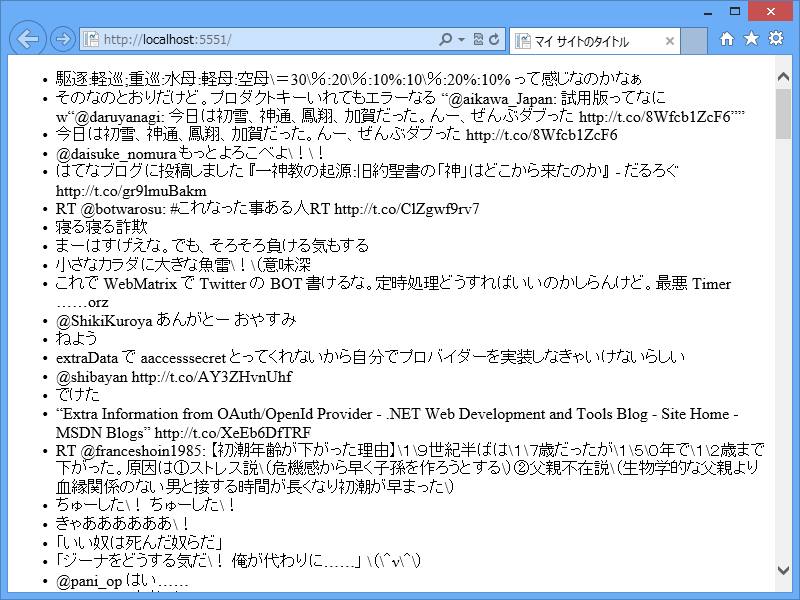 http://localhost:5551/
マイ サイトのタイトル
• 駆逐:軽巡;重巡:水母:軽母:空母\＝30\％:20\％:10%:10\％:20%:10% って感じなのかなぁ
• そのなのとおりだけど。プロダクトキーいれてもエラーなる “@aikawa_Japan: 試用版ってなに
w“@daruyanagi: 今日は初雪、神通、鳳翔、加賀だった。んー、ぜんぶダブった http://t.co/8Wfcb1ZcF6””
• 今日は初雪、神通、鳳翔、加賀だった。んー、ぜんぶダブった http://t.co/8Wfcb1ZcF6
• @daisuke_nomuraもっとよろこべよ\！\！
• はてなブログに投稿しました『一神教の起源:旧約聖書の「神」はどこから来たのか』 - だるろぐ
http://t.co/gr9lmuBakm
• RT @botwarosu: #これなった事ある人RT http://t.co/ClZgwf9rv7
• 寝る寝る詐欺
• まーはすげえな。でも、そろそろ負ける気もする
• 小さなカラダに大きな魚雷\！\（意味深
• これで WebMatrix で Twitter の BOT 書けるな。定時処理どうすればいいのかしらんけど。最悪 Timer
……orz
• @ShikiKuroya あんがとー おやすみ
• ねよう
• extraData で aaccesssecret とってくれないから自分でプロバイダーを実装しなきゃいけないらしい
• @shibayan http://t.co/AY3ZHvnUhf
• でけた
• “Extra Information from OAuth/OpenId Provider - .NET Web Development and Tools Blog - Site Home -
MSDN Blogs” http://t.co/XeEb6DfTRF
• RT @franceshoin1985: 【初潮年齢が下がった理由】\１\９世紀半ばは\１\７歳だったが\１\５\０年で\１\２歳まで
下がった。原因は①ストレス説\（危機感から早く子孫を作ろうとする\）②父親不在説\（生物学的な父親より
血縁関係のない男と接する時間が長くなり初潮が早まった\）
• ちゅーした\！ ちゅーした\！
• きゃああああああ\！
• 「いい奴は死んだ奴らだ」
• 「ジーナをどうする気だ\！ 俺が代わりに……」 \（\＾ν\＾\）
• @pani_op はい……